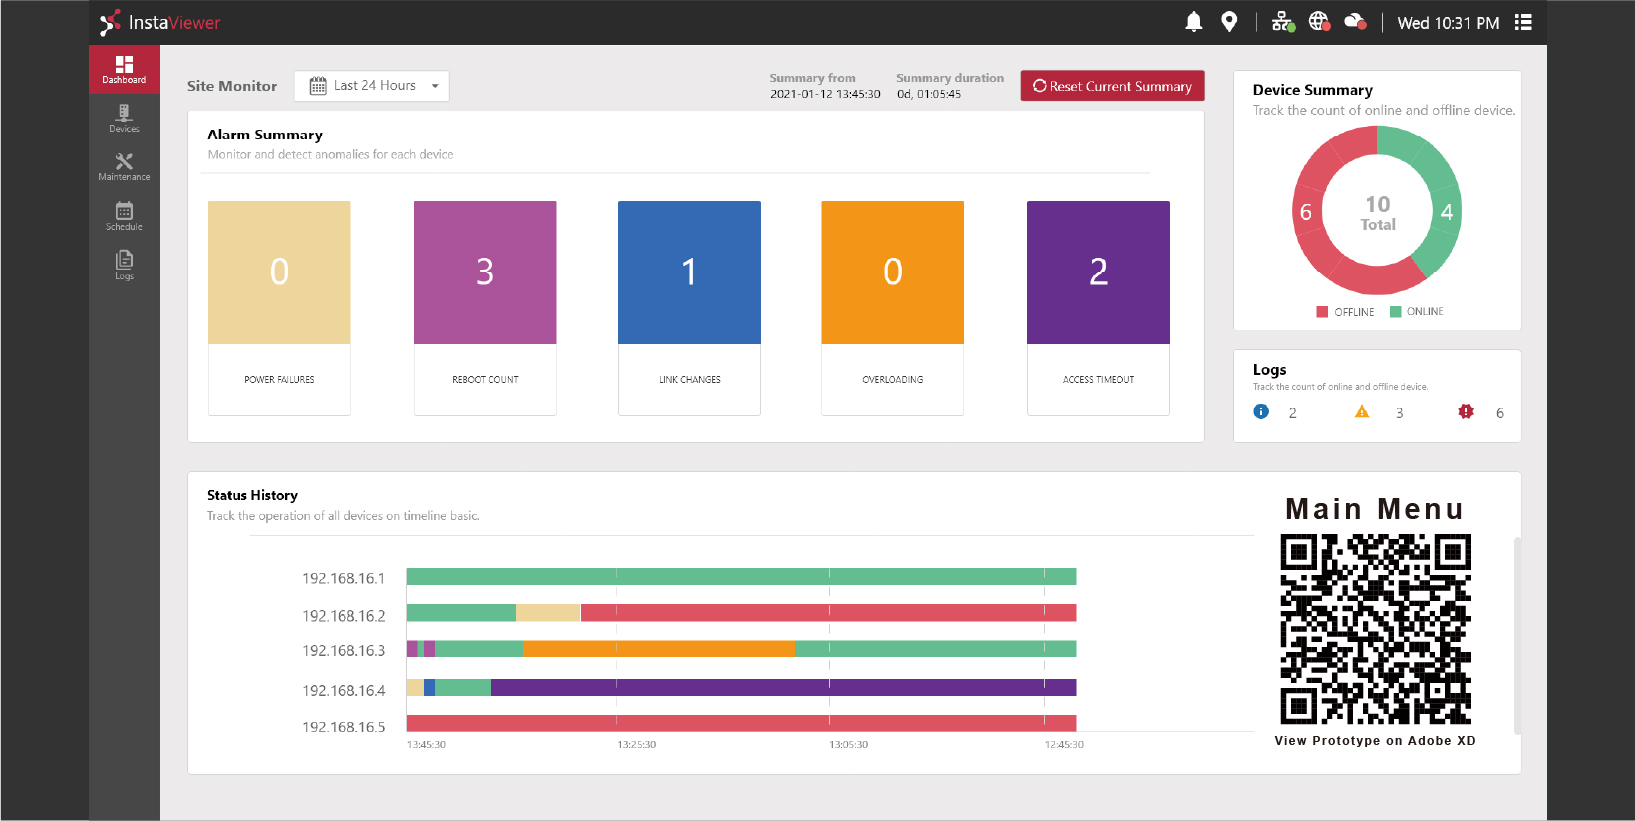 InstaViewer
Wed 10:31 PM
Dashboard
Devices
Maintenance
Schedule
Logs
Site Monitor
Last 24 Hours
Summary from
2021-01-12 13:45:30
Summary duration
0d, 01:05:45
Reset Current Summary
Alarm Summary
Monitor and detect anomalies for each device
0
POWER FAILURES
3
REBOOT COUNT
1
LINK CHANGES
0
OVERLOADING
2
ACCESS TIMEOUT
Device Summary
Track the count of online and offline device.
6
10
Total
4
OFFLINE
ONLINE
Logs
Track the count of online and offline device.
2
3
6
Status History
Track the operation of all devices on timeline basic.
192.168.16.1
192.168.16.2
192.168.16.3
192.168.16.4
192.168.16.5
13:45:30
13:25:30
13:05:30
12:45:30
Main Menu
View Prototype on Adobe XD